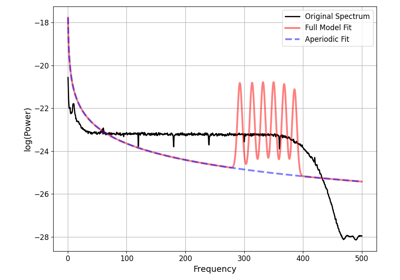 Original Spectrum
Full Model Fit
Aperiodic Fit
log(Power)
−18
−20
−22
−24
−26
−28
0
100
200
300
400
500
Frequency